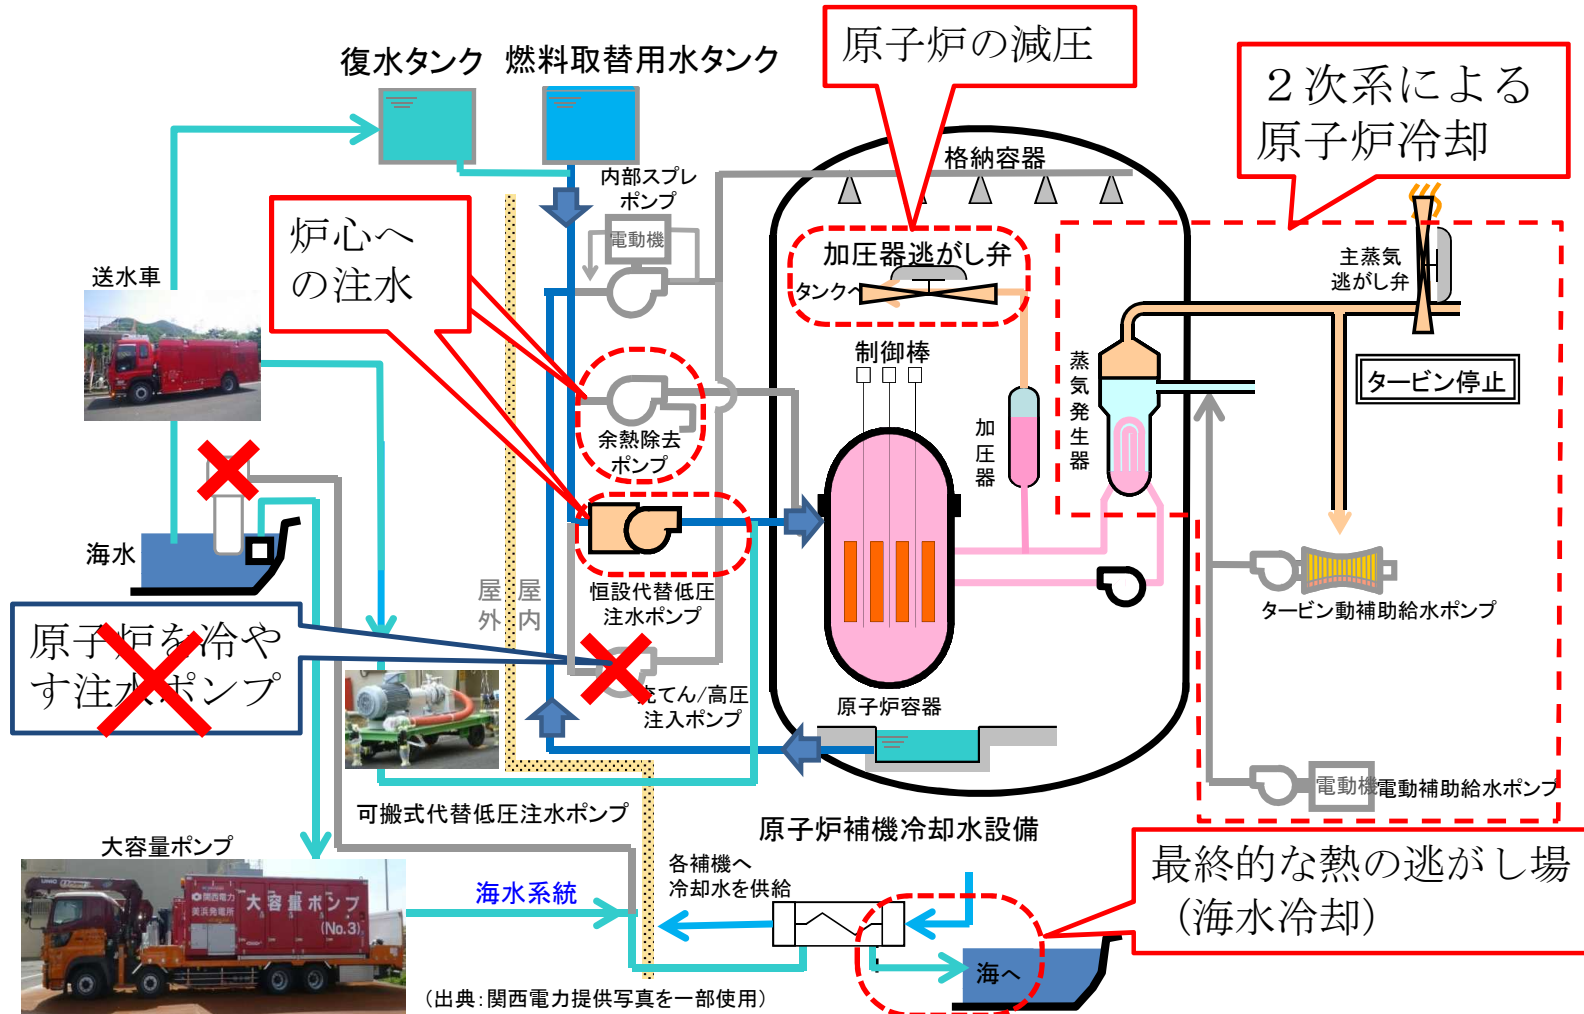 復水タンク
燃料取替用水タンク
原子炉の減圧
２次系による
原子炉冷却
内部スプレ
ポンプ
電動機
格納容器
炉心へ
の注水
送水車
加圧器逃がし弁
タンクへ
主蒸気
逃がし弁
制御棒
蒸気発生器
タービン停止
加圧器
余熱除去
ポンプ
海水
屋外
屋内
恒設代替低圧
注水ポンプ
タービン動補助給水ポンプ
原子炉を冷や
す注水ポンプ
充てん/高圧
注入ポンプ
原子炉容器
電動機
電動補助給水ポンプ
可搬式代替低圧注水ポンプ
原子炉補機冷却水設備
大容量ポンプ
各補機へ
冷却水を供給
最終的な熱の逃がし場
（海水冷却）
海水系統
関西電力
美浜発電所
大容量ポンプ
(No.3)
海へ
（出典：関西電力提供写真を一部使用）